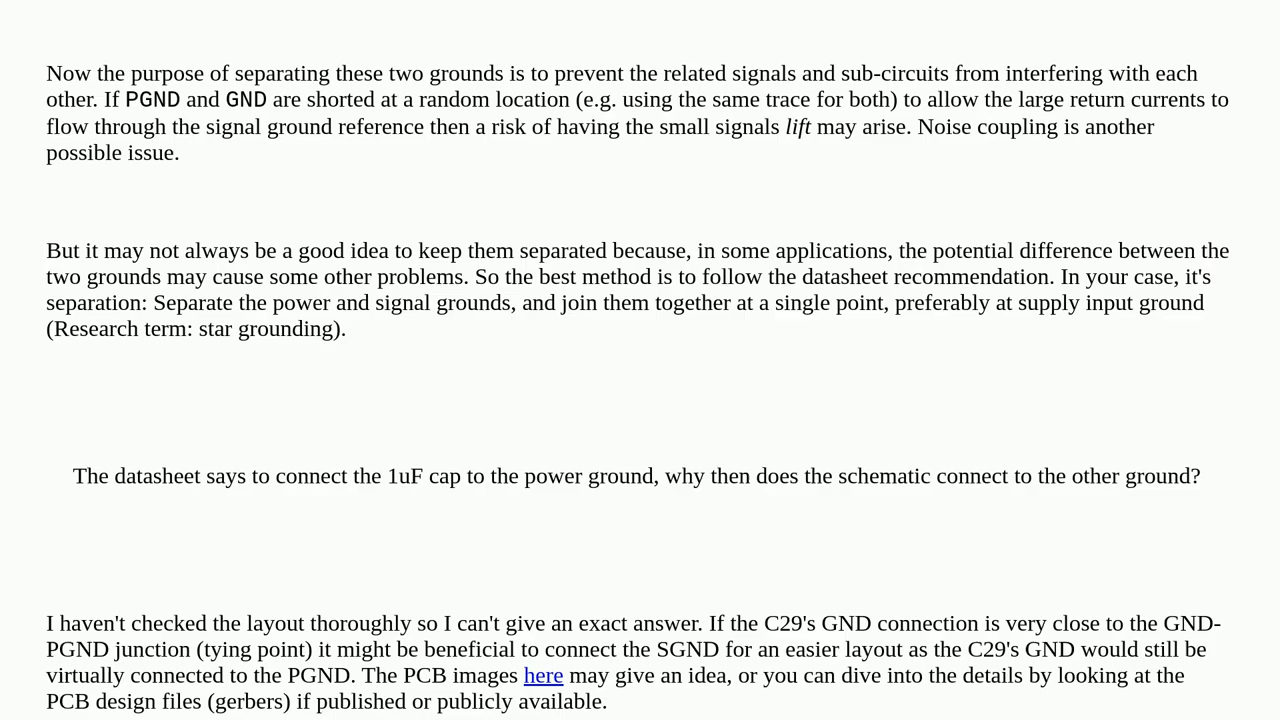 Now the purpose of separating these two grounds is to prevent the related signals and sub-circuits from interfering with each
other. If PGND and GND are shorted at a random location (e.g. using the same trace for both) to allow the large return currents to
flow through the signal ground reference then a risk of having the small signals lift may arise. Noise coupling is another
possible issue.
But it may not always be a good idea to keep them separated because, in some applications, the potential difference between the
two grounds may cause some other problems. So the best method is to follow the datasheet recommendation. In your case, it's
separation: Separate the power and signal grounds, and join them together at a single point, preferably at supply input ground
(Research term: star grounding).
The datasheet says to connect the 1uF cap to the power ground, why then does the schematic connect to the other ground?
I haven't checked the layout thoroughly so I can't give an exact answer. If the C29's GND connection is very close to the GND-
PGND junction (tying point) it might be beneficial to connect the SGND for an easier layout as the C29's GND would still be
virtually connected to the PGND. The PCB images here may give an idea, or you can dive into the details by looking at the
PCB design files (gerbers) if published or publicly available.